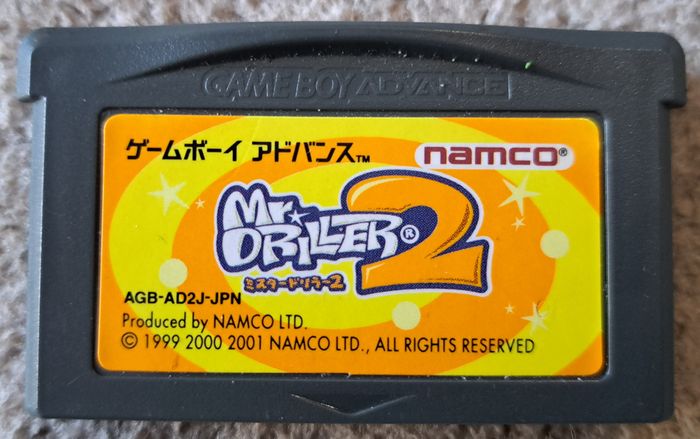 GAME BOY ADVANCE
ゲームボーイ アドバンス™
namco®
Mr. DRILLER® 2
ミスタードリラー2
AGB-AD2J-JPN
Produced by NAMCO LTD.
© 1999 2000 2001 NAMCO LTD., ALL RIGHTS RESERVED